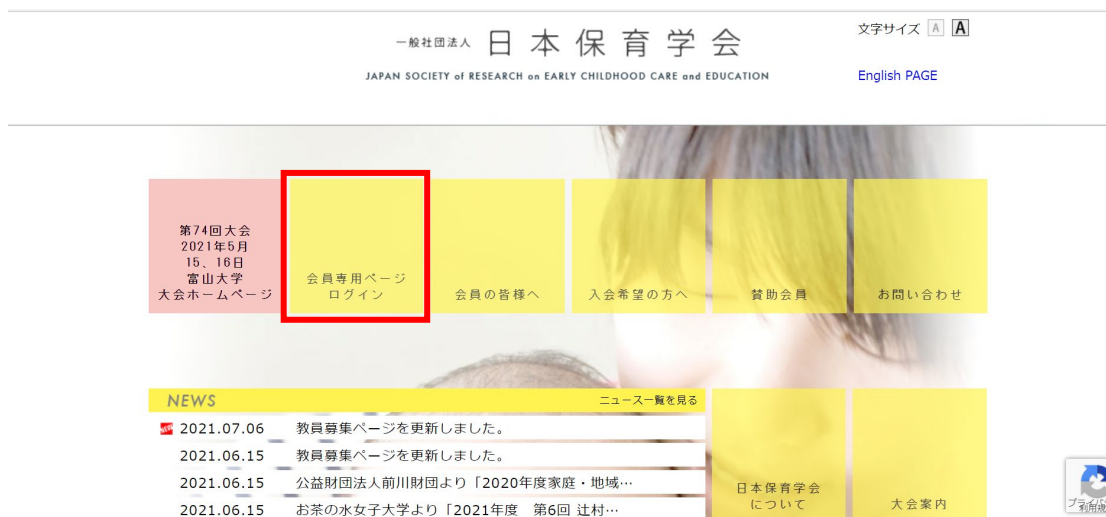 一般社団法人 日本保育学会
JAPAN SOCIETY of RESEARCH on EARLY CHILDHOOD CARE and EDUCATION
文字サイズ A A
English PAGE
第74回大会
2021年5月
15、16日
富山大学
大会ホームページ
会員専用ページ
ログイン
会員の皆様へ
入会希望の方へ
賛助会員
お問い合わせ
NEWS
ニュース一覧を見る
NEW 2021.07.06 教員募集ページを更新しました。
2021.06.15 教員募集ページを更新しました。
2021.06.15 公益財団法人前川財団より「2020年度家庭・地域…
2021.06.15 お茶の水女子大学より「2021年度 第6回 辻村…
日本保育学会
について
大会案内